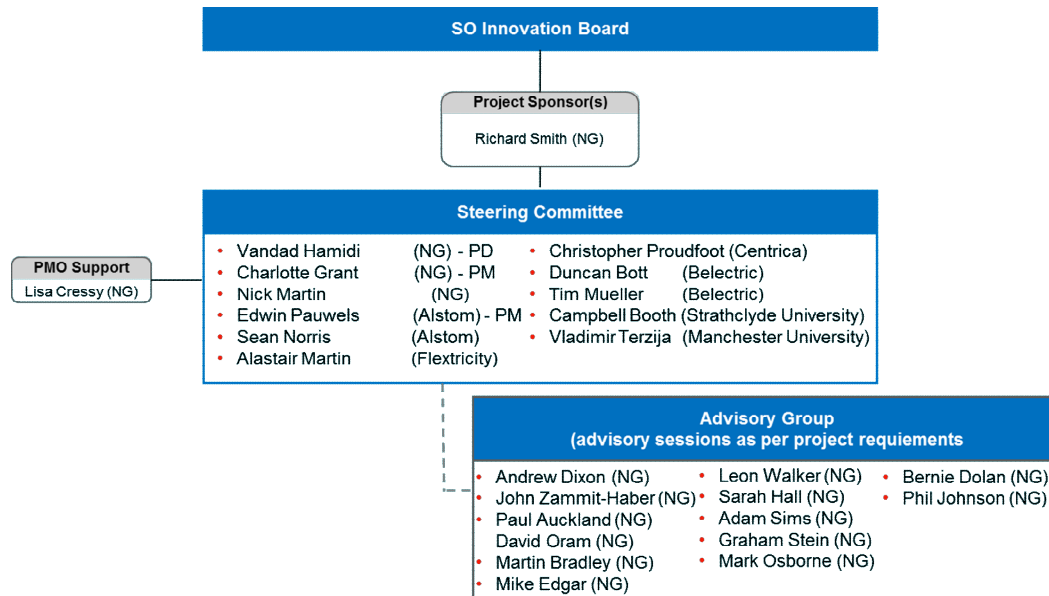 SO Innovation Board
Project Sponsor(s)
Richard Smith (NG)
Steering Committee
• Vandad Hamidi (NG) - PD
• Charlotte Grant (NG) - PM
• Nick Martin (NG)
• Edwin Pauwels (Alstom) - PM
• Sean Norris (Alstom)
• Alastair Martin (Flextricity)
• Christopher Proudfoot (Centrica)
• Duncan Bott (Belectric)
• Tim Mueller (Belectric)
• Campbell Booth (Strathclyde University)
• Vladimir Terzija (Manchester University)
PMO Support
Lisa Cressy (NG)
Advisory Group
(advisory sessions as per project requiements
• Andrew Dixon (NG)
• John Zammit-Haber (NG)
• Paul Auckland (NG)
David Oram (NG)
• Martin Bradley (NG)
• Mike Edgar (NG)
• Leon Walker (NG)
• Sarah Hall (NG)
• Adam Sims (NG)
• Graham Stein (NG)
• Mark Osborne (NG)
• Bernie Dolan (NG)
• Phil Johnson (NG)